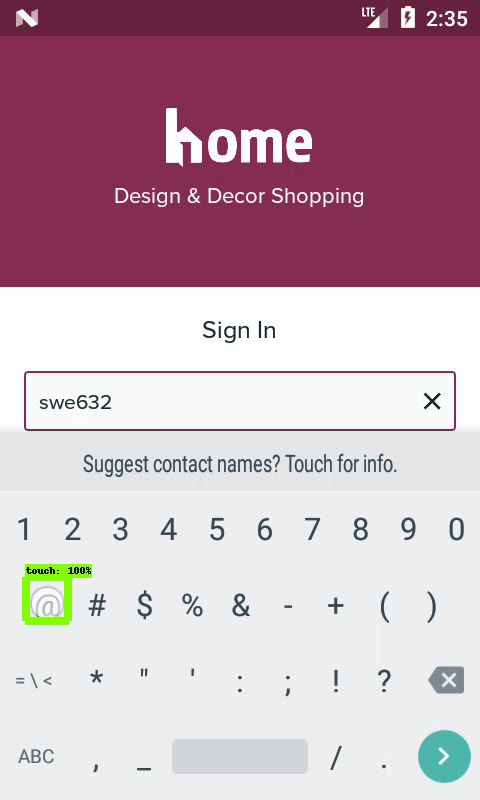 LTE 2:35
home
Design & Decor Shopping
Sign In
swe632
Suggest contact names? Touch for info.
1 2 3 4 5 6 7 8 9 0
touch: 100%
@ # $ % & - + ( )
= \ < * " ' : ; ! ?
ABC , _ / .